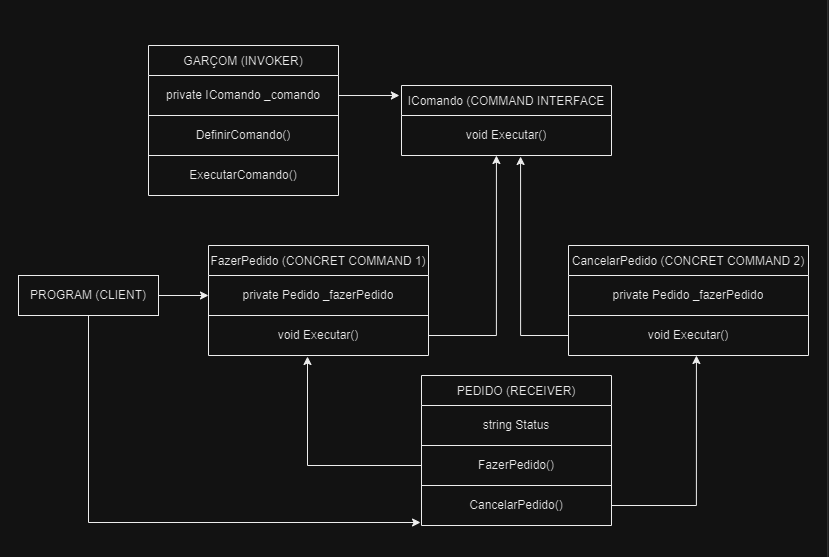 GARÇOM (INVOKER)
private IComando _comando
DefinirComando()
ExecutarComando()
IComando (COMMAND INTERFACE
void Executar()
FazerPedido (CONCRET COMMAND 1)
private Pedido _fazerPedido
void Executar()
CancelarPedido (CONCRET COMMAND 2)
private Pedido _fazerPedido
void Executar()
PROGRAM (CLIENT)
PEDIDO (RECEIVER)
string Status
FazerPedido()
CancelarPedido()